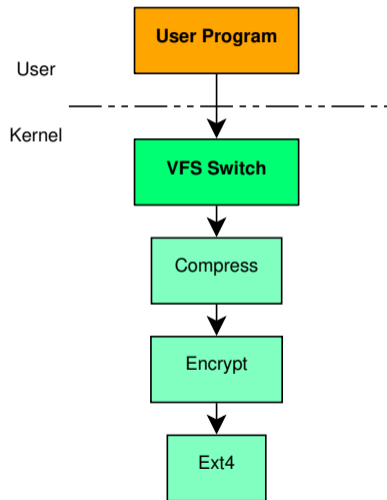 User Program
User
Kernel
VFS Switch
Compress
Encrypt
Ext4